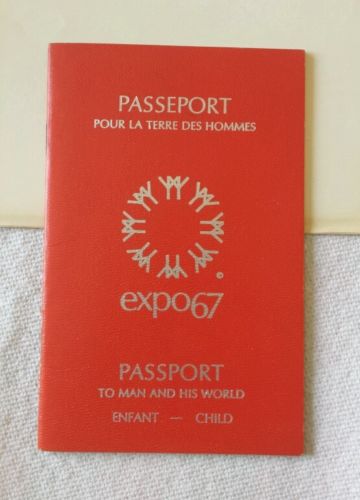 PASSEPORT
POUR LA TERRE DES HOMMES
©
expo67
PASSPORT
TO MAN AND HIS WORLD
ENFANT — CHILD